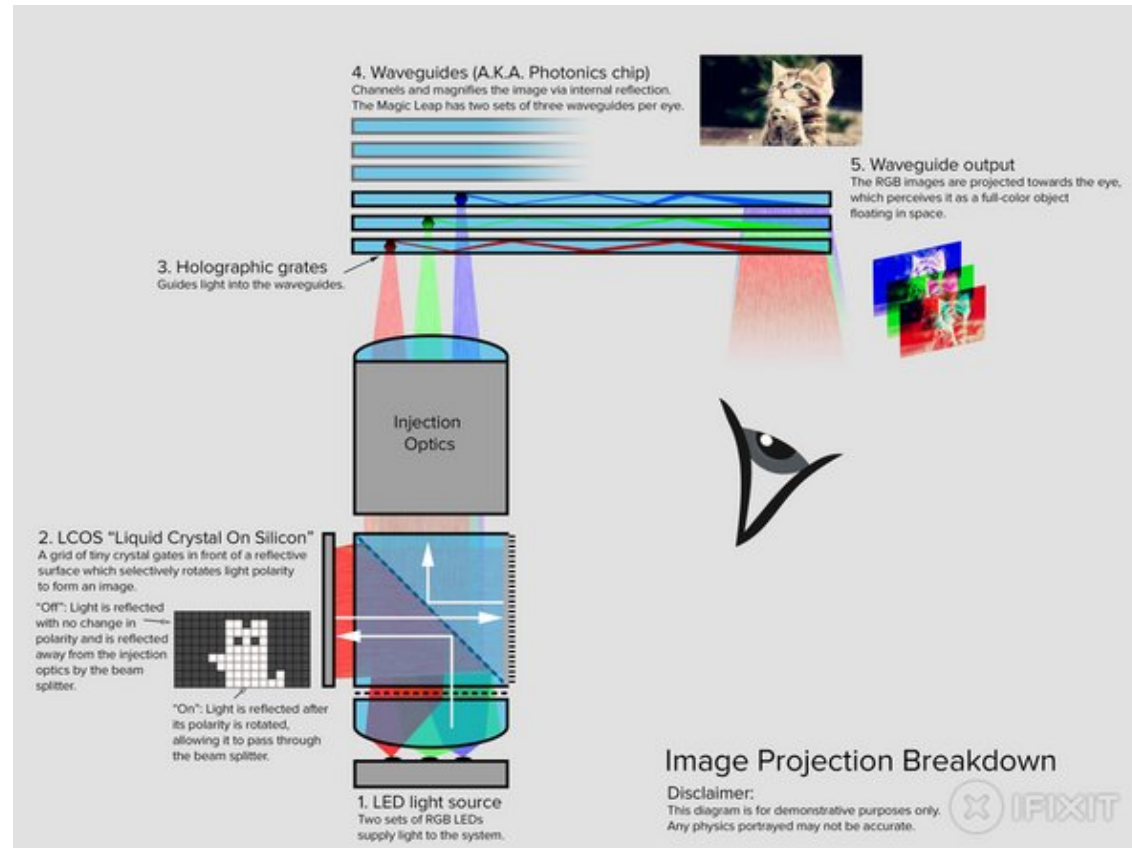 4. Waveguides (A.K.A. Photonics chip)
Channels and magnifies the image via internal reflection.
The Magic Leap has two sets of three waveguides per eye.
5. Waveguide output
The RGB images are projected towards the eye,
which perceives it as a full-color object
floating in space.
3. Holographic grates
Guides light into the waveguides.
Injection
Optics
2. LCOS “Liquid Crystal On Silicon”
A grid of tiny crystal gates in front of a reflective
surface which selectively rotates light polarity
to form an image.
“Off”: Light is reflected
with no change in
polarity and is reflected
away from the injection
optics by the beam
splitter.
“On”: Light is reflected after
its polarity is rotated,
allowing it to pass through
the beam splitter.
1. LED light source
Two sets of RGB LEDs
supply light to the system.
Image Projection Breakdown
Disclaimer:
This diagram is for demonstrative purposes only.
Any physics portrayed may not be accurate.
IFIXIT